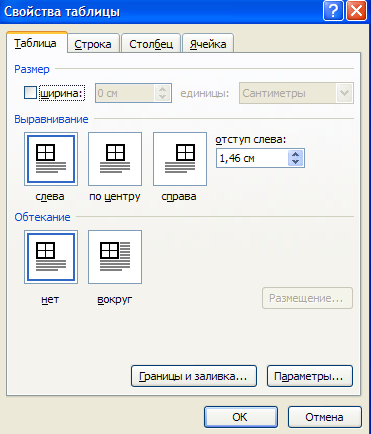 Свойства таблицы
Таблица Строка Столбец Ячейка
Размер
ширина: 0 см единицы: Сантиметры
Выравнивание
отступ слева:
1,46 см
слева по центру справа
Обтекание
нет вокруг
Размещение...
Границы и заливка... Параметры...
ОК Отмена